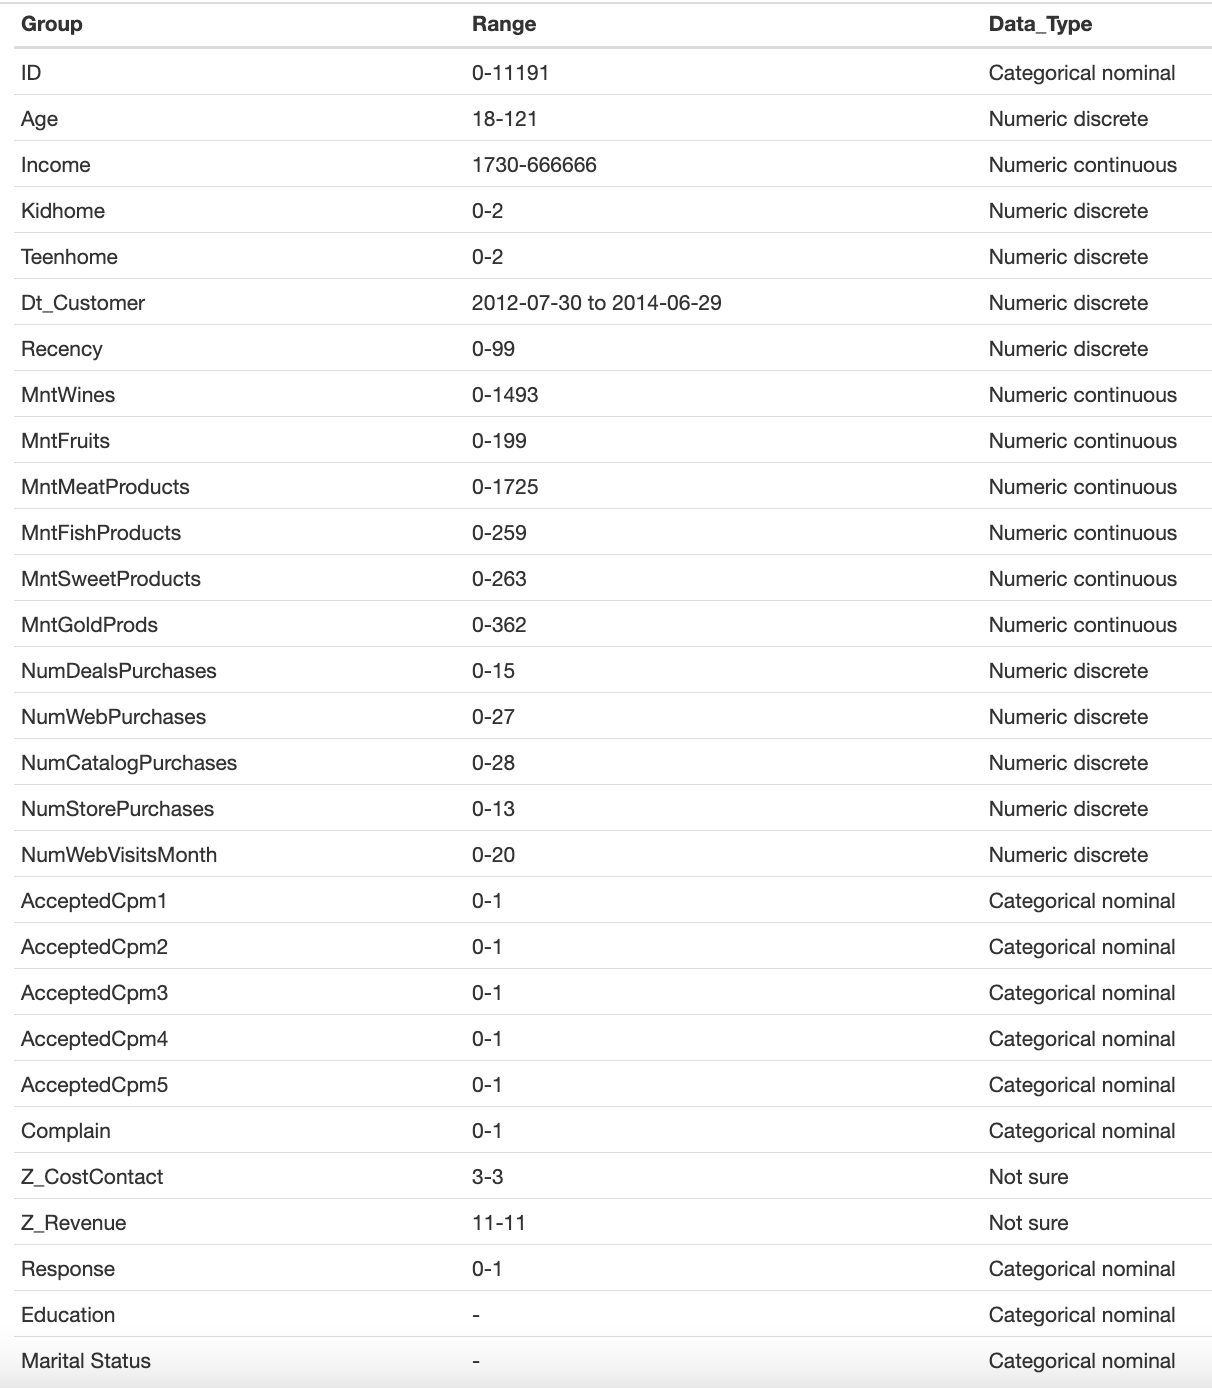 Group Range Data_Type
ID 0-11191 Categorical nominal
Age 18-121 Numeric discrete
Income 1730-666666 Numeric continuous
Kidhome 0-2 Numeric discrete
Teenhome 0-2 Numeric discrete
Dt_Customer 2012-07-30 to 2014-06-29 Numeric discrete
Recency 0-99 Numeric discrete
MntWines 0-1493 Numeric continuous
MntFruits 0-199 Numeric continuous
MntMeatProducts 0-1725 Numeric continuous
MntFishProducts 0-259 Numeric continuous
MntSweetProducts 0-263 Numeric continuous
MntGoldProds 0-362 Numeric continuous
NumDealsPurchases 0-15 Numeric discrete
NumWebPurchases 0-27 Numeric discrete
NumCatalogPurchases 0-28 Numeric discrete
NumStorePurchases 0-13 Numeric discrete
NumWebVisitsMonth 0-20 Numeric discrete
AcceptedCpm1 0-1 Categorical nominal
AcceptedCpm2 0-1 Categorical nominal
AcceptedCpm3 0-1 Categorical nominal
AcceptedCpm4 0-1 Categorical nominal
AcceptedCpm5 0-1 Categorical nominal
Complain 0-1 Categorical nominal
Z_CostContact 3-3 Not sure
Z_Revenue 11-11 Not sure
Response 0-1 Categorical nominal
Education - Categorical nominal
Marital Status - Categorical nominal